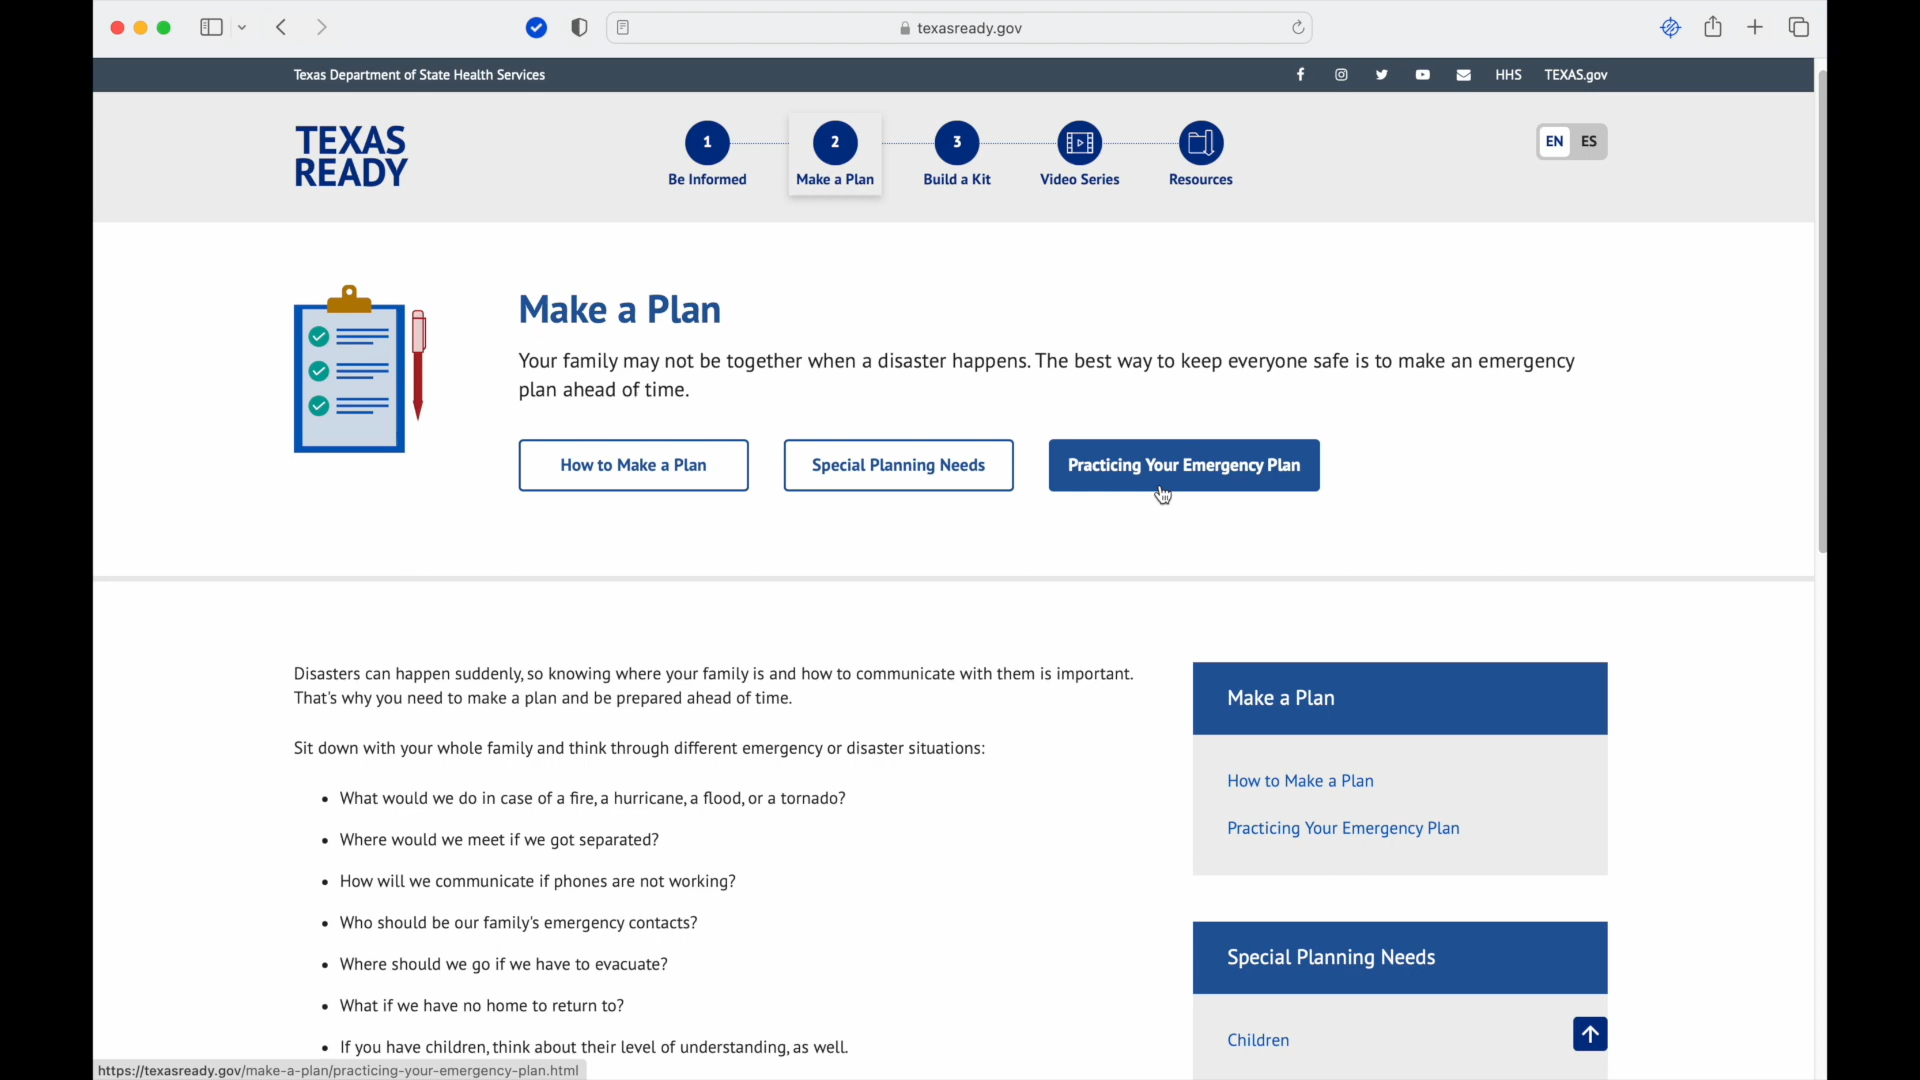 texasready.gov
Texas Department of State Health Services
HHS
TEXAS.gov
TEXAS
READY
1
Be Informed
2
Make a Plan
3
Build a Kit
Video Series
Resources
EN
ES
Make a Plan
Your family may not be together when a disaster happens. The best way to keep everyone safe is to make an emergency
plan ahead of time.
How to Make a Plan
Special Planning Needs
Practicing Your Emergency Plan
Disasters can happen suddenly, so knowing where your family is and how to communicate with them is important.
That's why you need to make a plan and be prepared ahead of time.
Sit down with your whole family and think through different emergency or disaster situations:
• What would we do in case of a fire, a hurricane, a flood, or a tornado?
• Where would we meet if we got separated?
• How will we communicate if phones are not working?
• Who should be our family's emergency contacts?
• Where should we go if we have to evacuate?
• What if we have no home to return to?
• If you have children, think about their level of understanding, as well.
Make a Plan
How to Make a Plan
Practicing Your Emergency Plan
Special Planning Needs
Children
https://texasready.gov/make-a-plan/practicing-your-emergency-plan.html